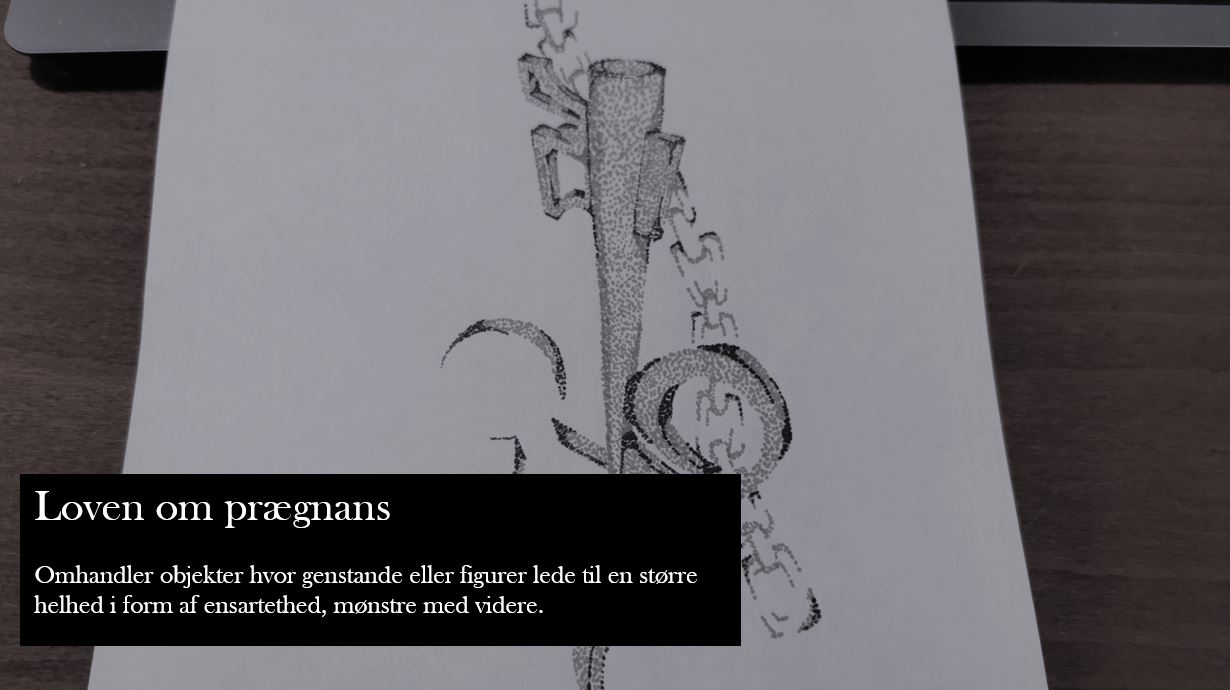 Loven om prægnans
Omhandler objekter hvor genstande eller figurer lede til en større
helhed i form af ensartethed, mønstre med videre.